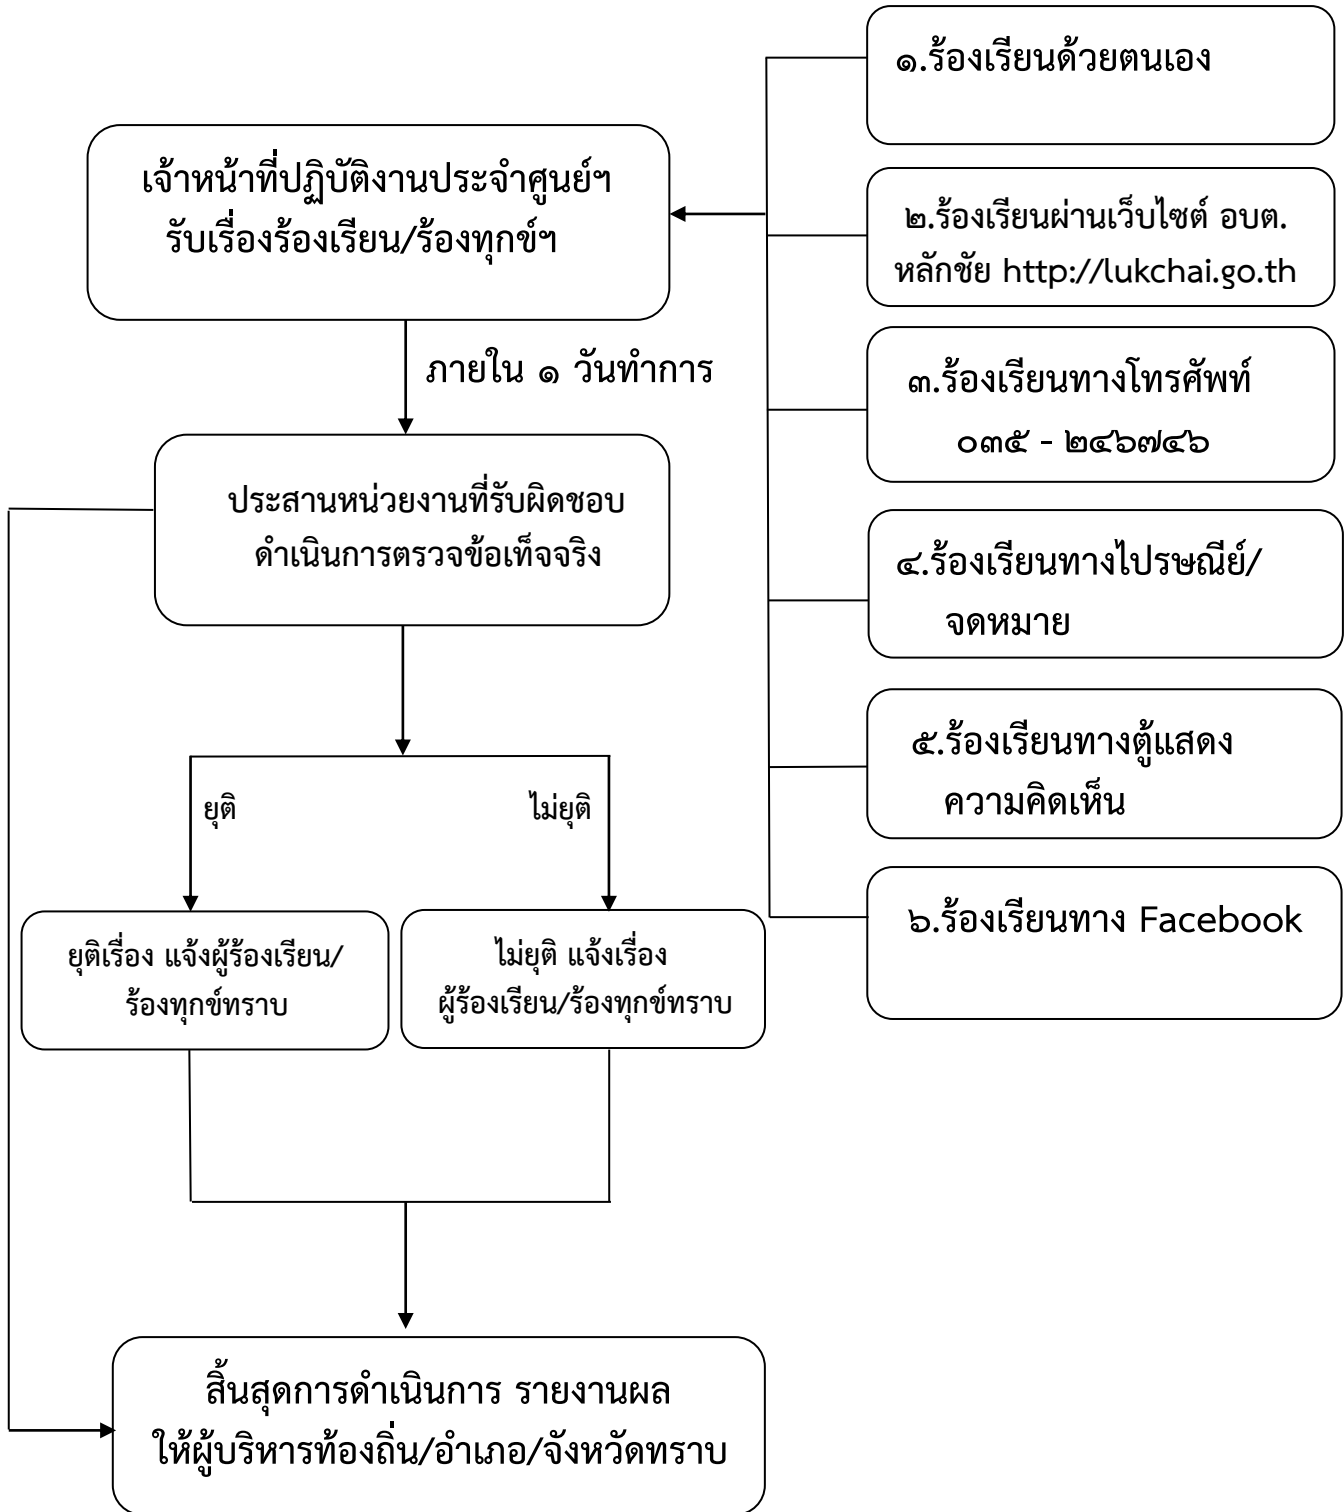 ๑.ร้องเรียนด้วยตนเอง
เจ้าหน้าที่ปฏิบัติงานประจำศูนย์ฯ
รับเรื่องร้องเรียน/ร้องทุกข์ฯ
๒.ร้องเรียนผ่านเว็บไซต์ อบต.
หลักชัย http://lukchai.go.th
ภายใน ๑ วันทำการ
๓.ร้องเรียนทางโทรศัพท์
๐๓๕ - ๒๔๖๗๔๖
ประสานหน่วยงานที่รับผิดชอบ
ดำเนินการตรวจข้อเท็จจริง
๔.ร้องเรียนทางไปรษณีย์/
จดหมาย
๕.ร้องเรียนทางตู้แสดง
ความคิดเห็น
ยุติ
ไม่ยุติ
๖.ร้องเรียนทาง Facebook
ยุติเรื่อง แจ้งผู้ร้องเรียน/
ร้องทุกข์ทราบ
ไม่ยุติ แจ้งเรื่อง
ผู้ร้องเรียน/ร้องทุกข์ทราบ
สิ้นสุดการดำเนินการ รายงานผล
ให้ผู้บริหารท้องถิ่น/อำเภอ/จังหวัดทราบ